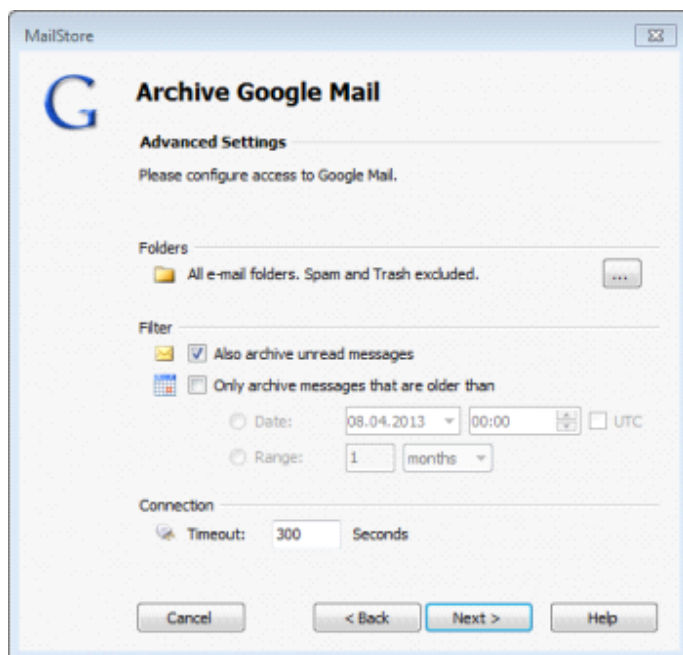 MailStore
G
Archive Google Mail
Advanced Settings
Please configure access to Google Mail.
Folders
All e-mail folders. Spam and Trash excluded.
...
Filter
Also archive unread messages
Only archive messages that are older than
Date: 08.04.2013 00:00 UTC
Range: 1 months
Connection
Timeout: 300 Seconds
Cancel < Back Next > Help